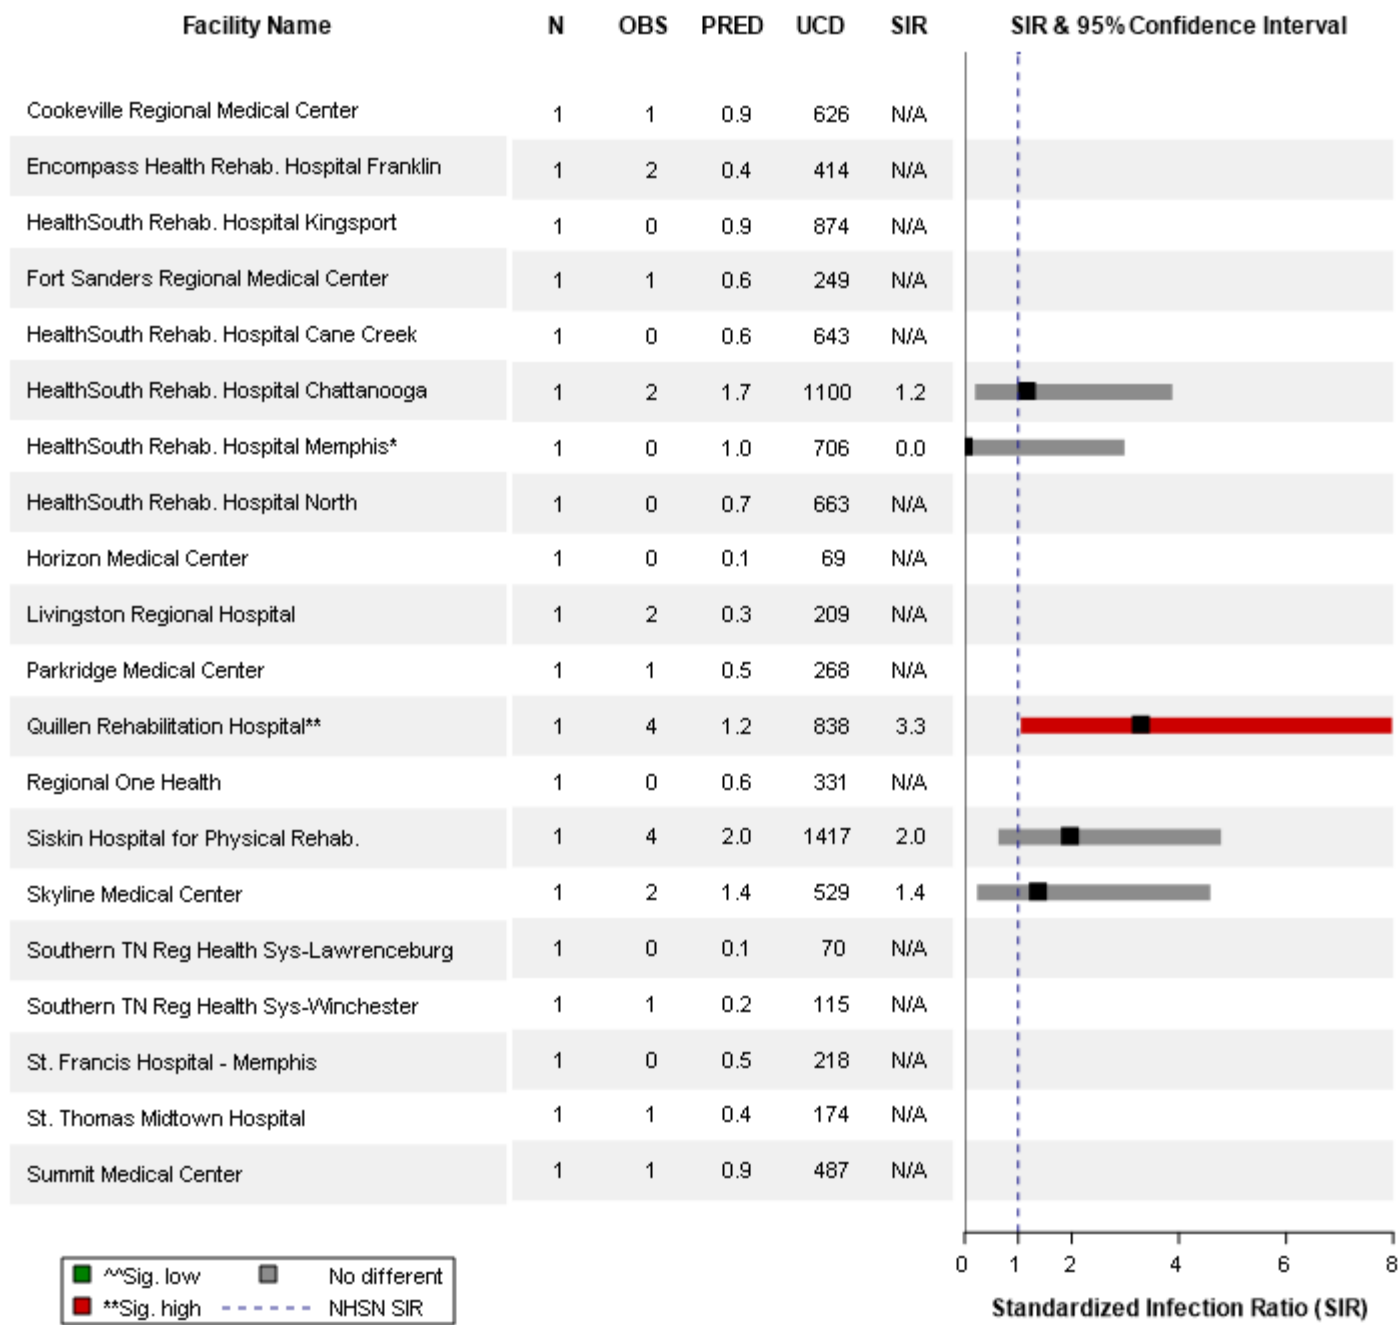 Facility Name N OBS PRED UCD SIR SIR & 95% Confidence Interval
Cookeville Regional Medical Center 1 1 0.9 626 N/A
Encompass Health Rehab. Hospital Franklin 1 2 0.4 414 N/A
HealthSouth Rehab. Hospital Kingsport 1 0 0.9 874 N/A
Fort Sanders Regional Medical Center 1 1 0.6 249 N/A
HealthSouth Rehab. Hospital Cane Creek 1 0 0.6 643 N/A
HealthSouth Rehab. Hospital Chattanooga 1 2 1.7 1100 1.2
HealthSouth Rehab. Hospital Memphis* 1 0 1.0 706 0.0
HealthSouth Rehab. Hospital North 1 0 0.7 663 N/A
Horizon Medical Center 1 0 0.1 69 N/A
Livingston Regional Hospital 1 2 0.3 209 N/A
Parkridge Medical Center 1 1 0.5 268 N/A
Quillen Rehabilitation Hospital** 1 4 1.2 838 3.3
Regional One Health 1 0 0.6 331 N/A
Siskin Hospital for Physical Rehab. 1 4 2.0 1417 2.0
Skyline Medical Center 1 2 1.4 529 1.4
Southern TN Reg Health Sys-Lawrenceburg 1 0 0.1 70 N/A
Southern TN Reg Health Sys-Winchester 1 1 0.2 115 N/A
St. Francis Hospital - Memphis 1 0 0.5 218 N/A
St. Thomas Midtown Hospital 1 1 0.4 174 N/A
Summit Medical Center 1 1 0.9 487 N/A
0 1 2 4 6 8
^^Sig. low No different
**Sig. high NHSN SIR
Standardized Infection Ratio (SIR)